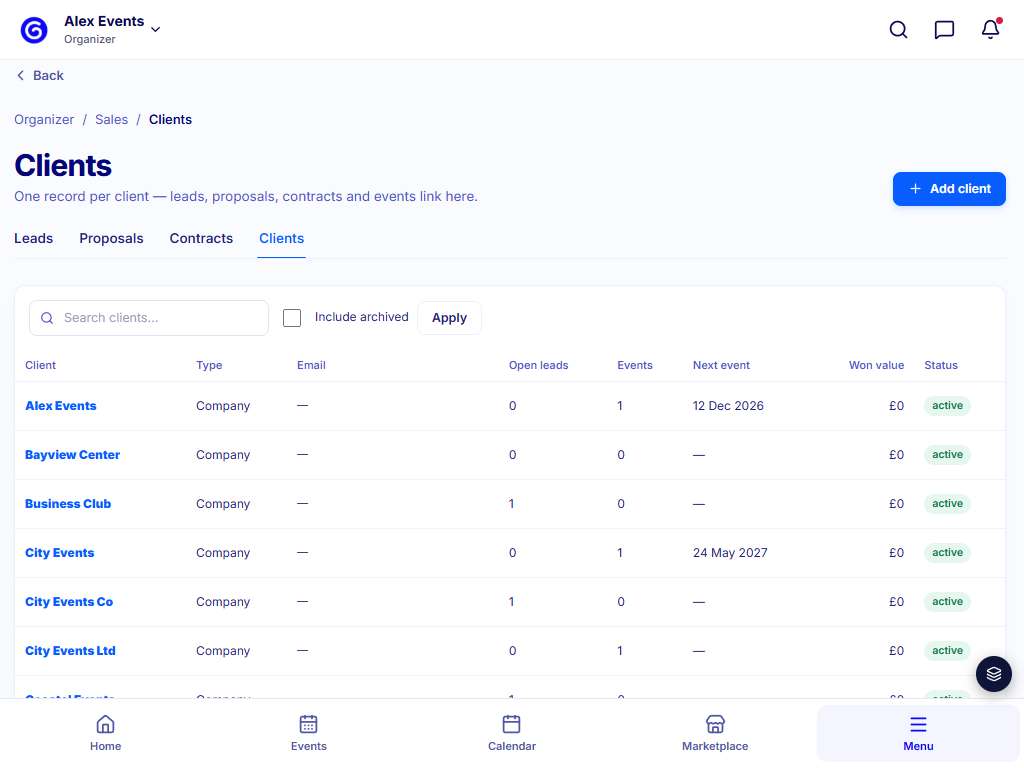 Alex Events
Organizer
Back
Organizer / Sales / Clients
Clients
One record per client — leads, proposals, contracts and events link here.
+ Add client
Leads Proposals Contracts Clients
Search clients... Include archived Apply
Client Type Email Open leads Events Next event Won value Status
Alex Events Company — 0 1 12 Dec 2026 £0 active
Bayview Center Company — 0 0 — £0 active
Business Club Company — 1 0 — £0 active
City Events Company — 0 1 24 May 2027 £0 active
City Events Co Company — 1 0 — £0 active
City Events Ltd Company — 0 1 — £0 active
Home Events Calendar Marketplace Menu